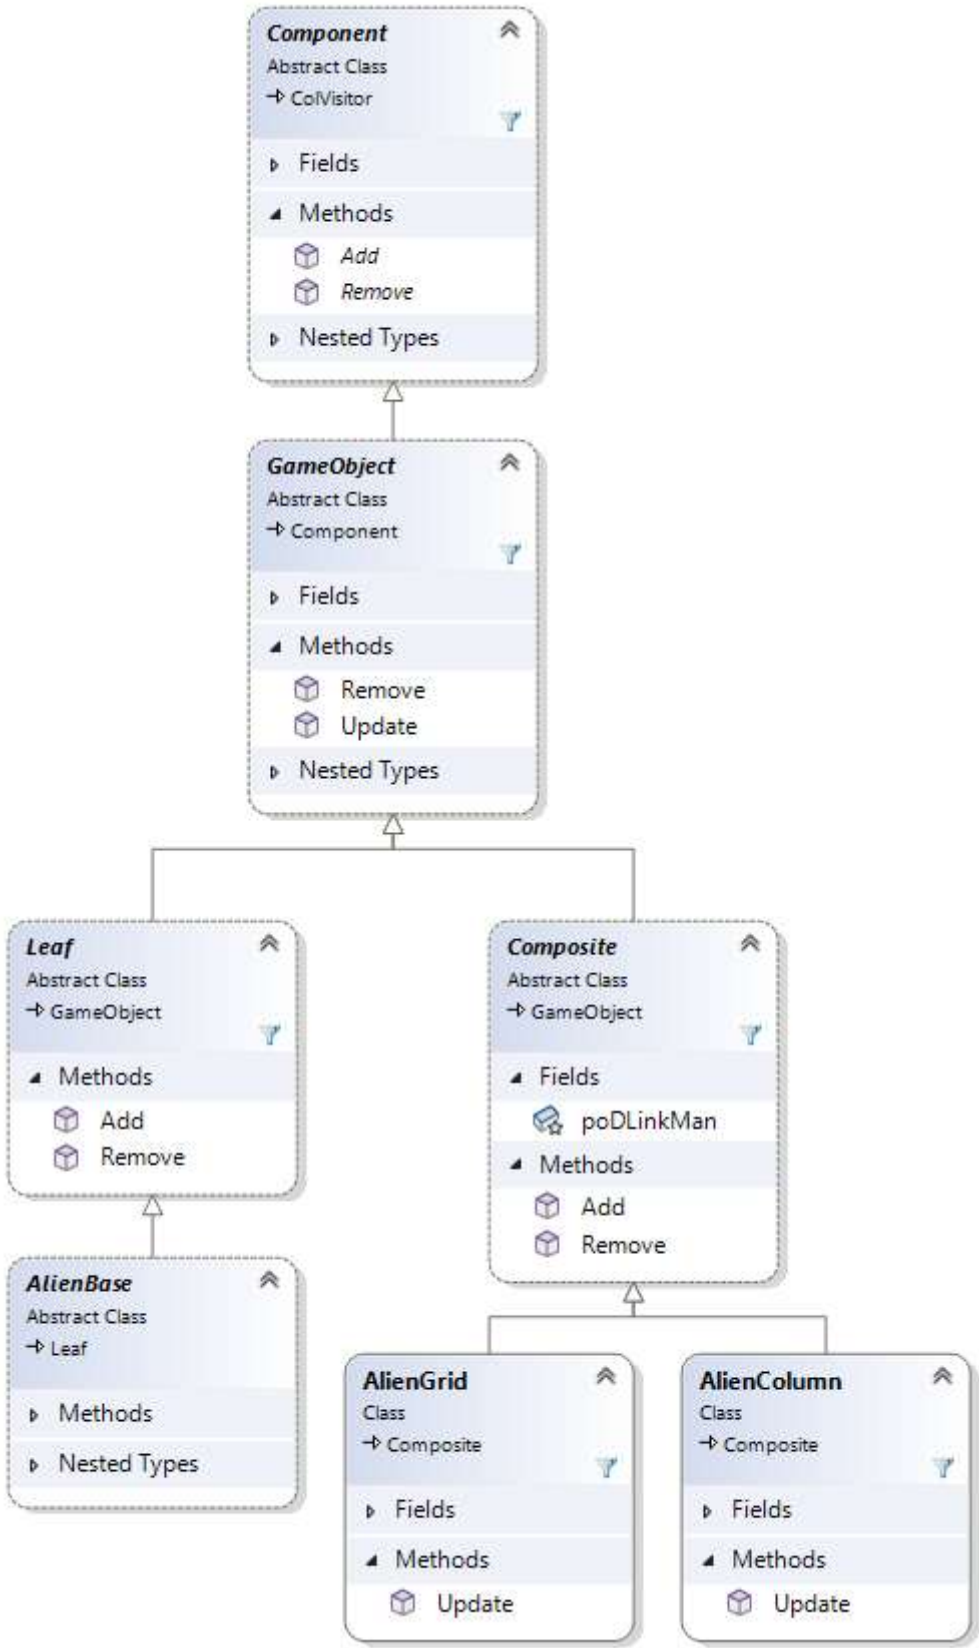 Component
Abstract Class
ColVisitor
Fields
Methods
Add
Remove
Nested Types
GameObject
Abstract Class
Component
Fields
Methods
Remove
Update
Nested Types
Leaf
Abstract Class
GameObject
Methods
Add
Remove
Composite
Abstract Class
GameObject
Fields
poDLinkMan
Methods
Add
Remove
AlienBase
Abstract Class
Leaf
Methods
Nested Types
AlienGrid
Class
Composite
Fields
Methods
Update
AlienColumn
Class
Composite
Fields
Methods
Update